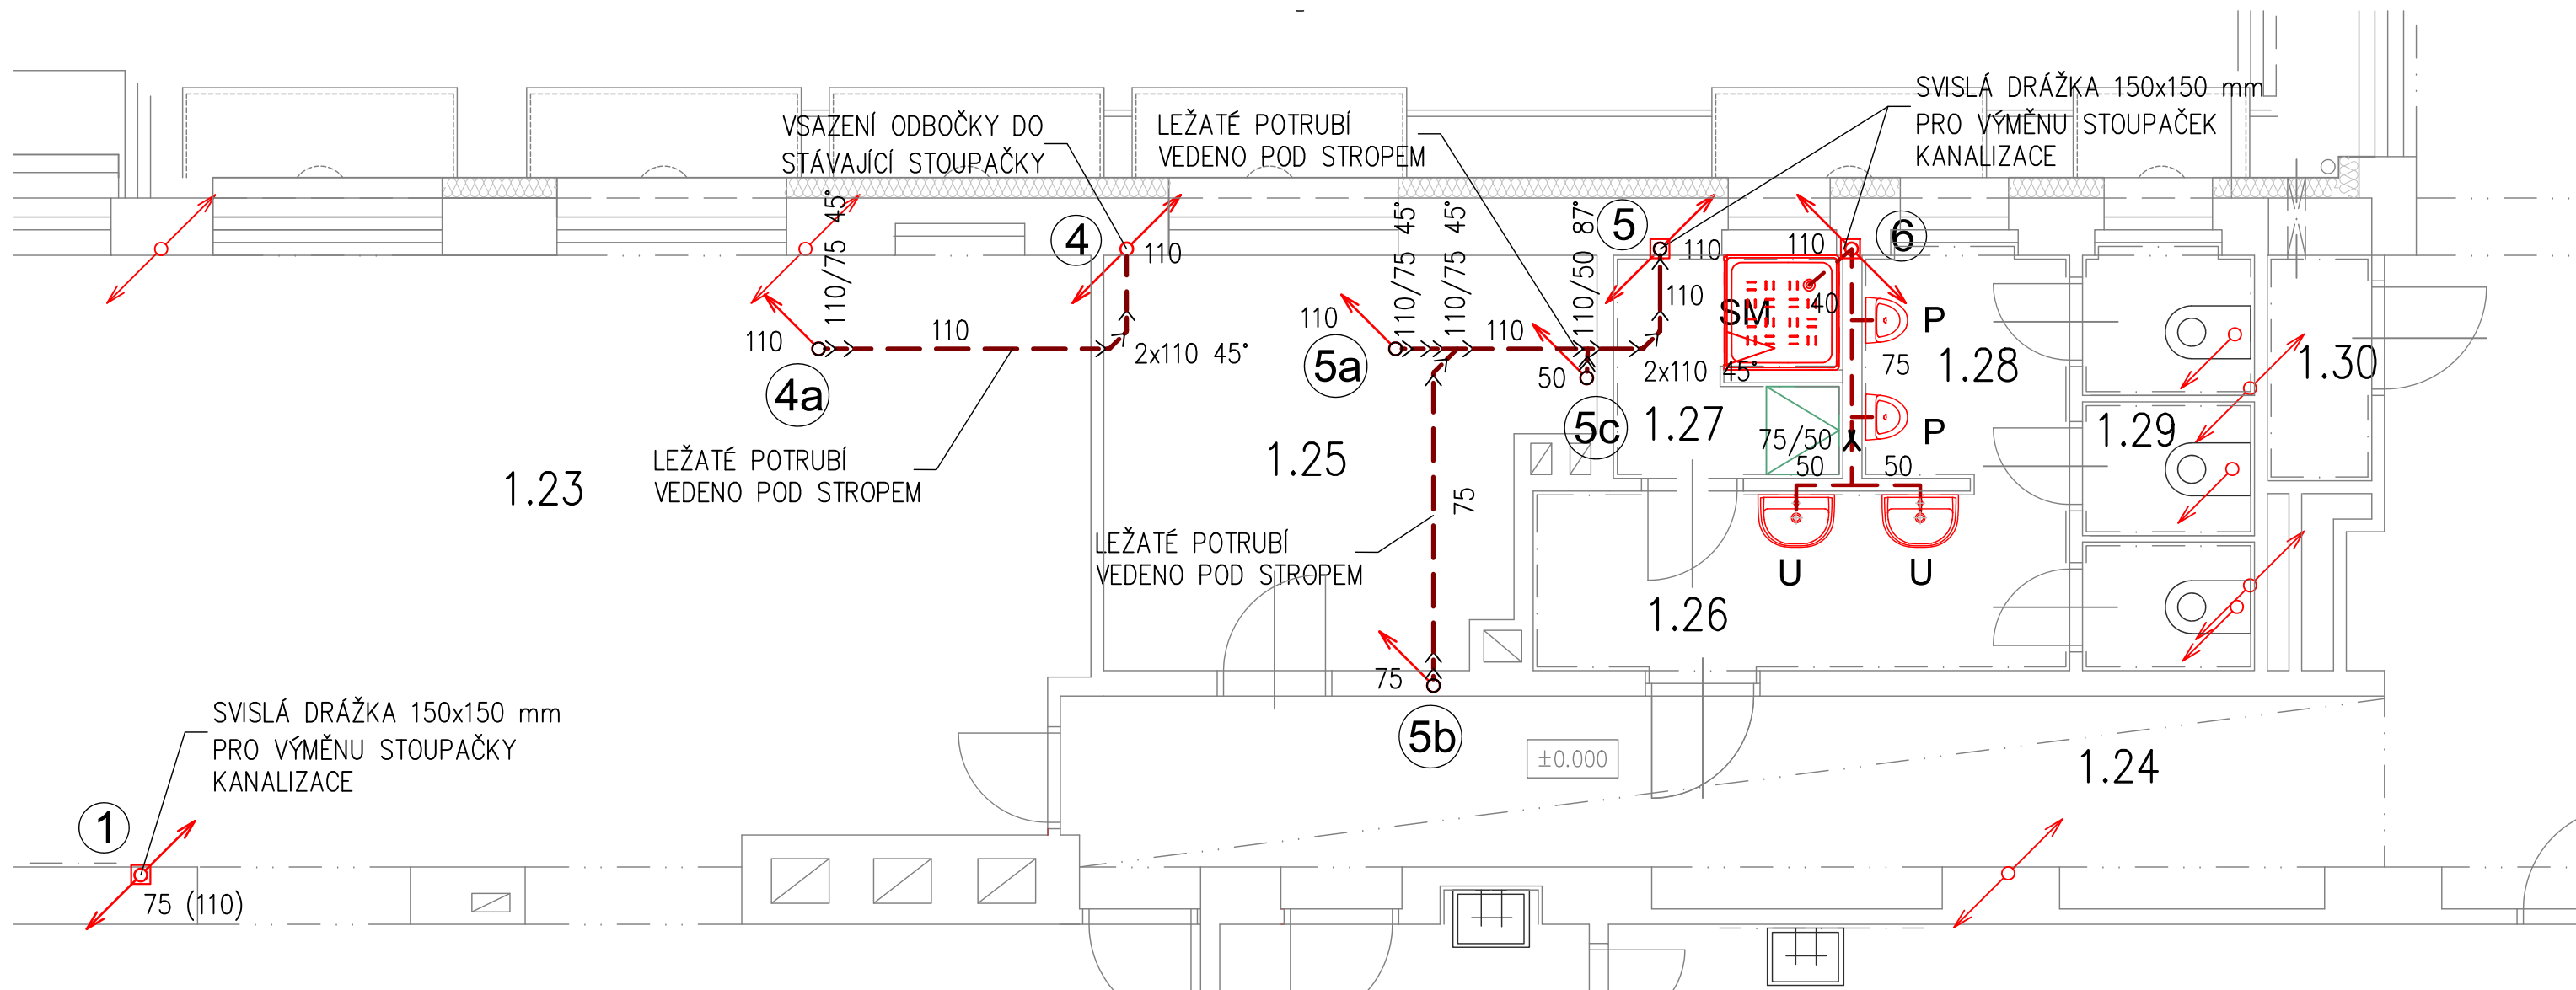 SVISLÁ DRÁŽKA 150x150 mm
PRO VÝMĚNU STOUPAČEK
KANALIZACE
VSAZENÍ ODBOČKY DO
STÁVAJÍCÍ STOUPAČKY
LEŽATÉ POTRUBÍ
VEDENO POD STROPEM
110/75 45°
4
110
110/75 45°
110/75 45°
110/50 87°
5
110
110
6
110
110
2x110 45°
4a
110
110
5a
50
5c
110
2x110 45°
SM
40
P
75
1.28
1.30
1.27
P
1.29
75/50
50
50
1.23
LEŽATÉ POTRUBÍ
VEDENO POD STROPEM
1.25
75
LEŽATÉ POTRUBÍ
VEDENO POD STROPEM
U
U
1.26
75
5b
±0.000
1.24
SVISLÁ DRÁŽKA 150x150 mm
PRO VÝMĚNU STOUPAČKY
KANALIZACE
1
75 (110)